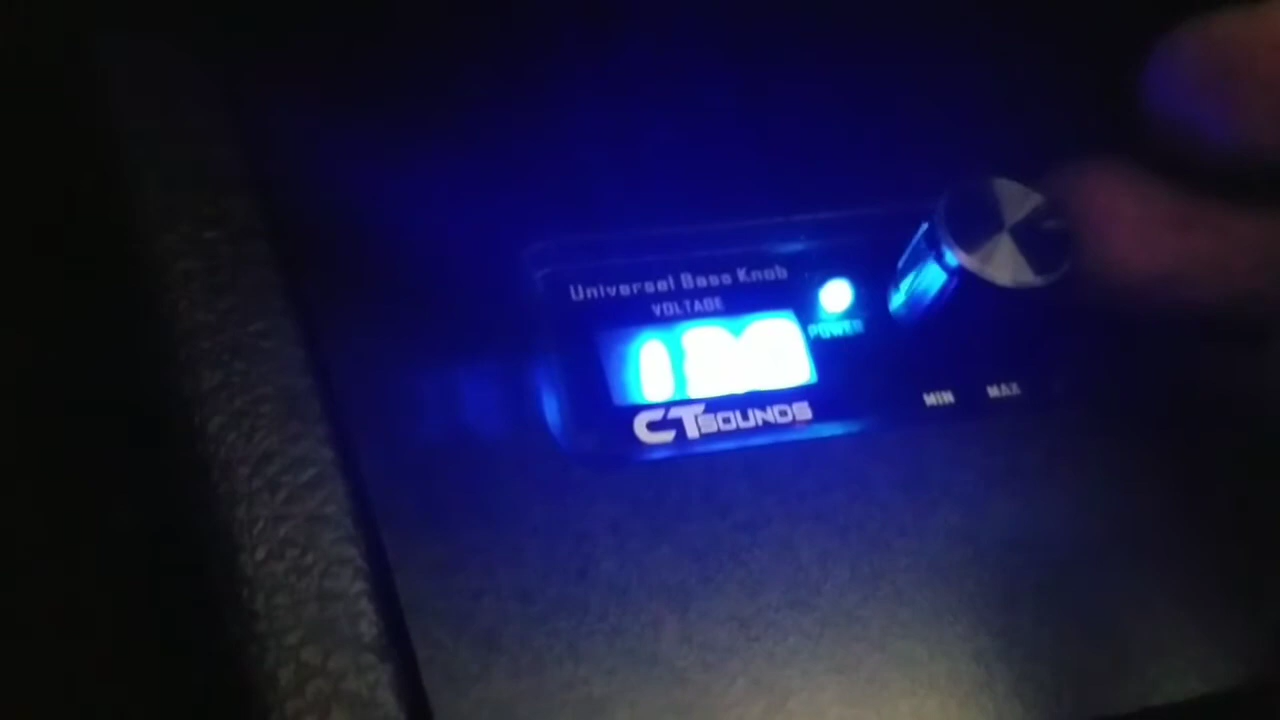 Universal Bass Knob
VOLTAGE
POWER
CTSOUNDS
MIN MAX